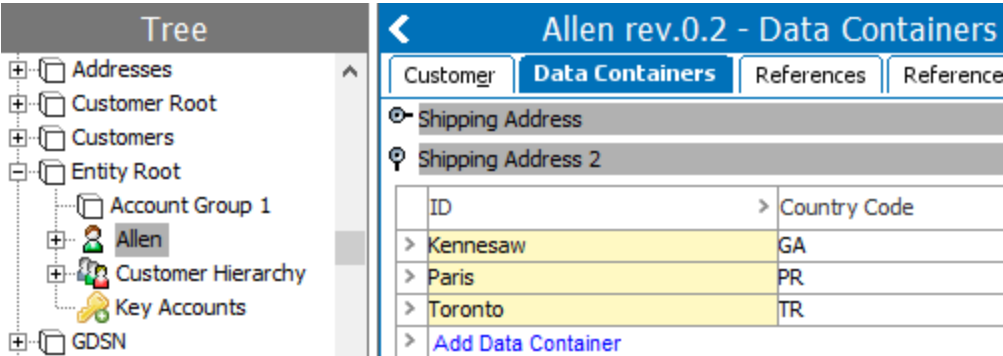 Tree
Addresses
Customer Root
Customers
Entity Root
Account Group 1
Allen
Customer Hierarchy
Key Accounts
GDSN
Allen rev.0.2 - Data Containers
Customer Data Containers References Reference
Shipping Address
Shipping Address 2
ID > Country Code
> Kennesaw GA
> Paris PR
> Toronto TR
> Add Data Container